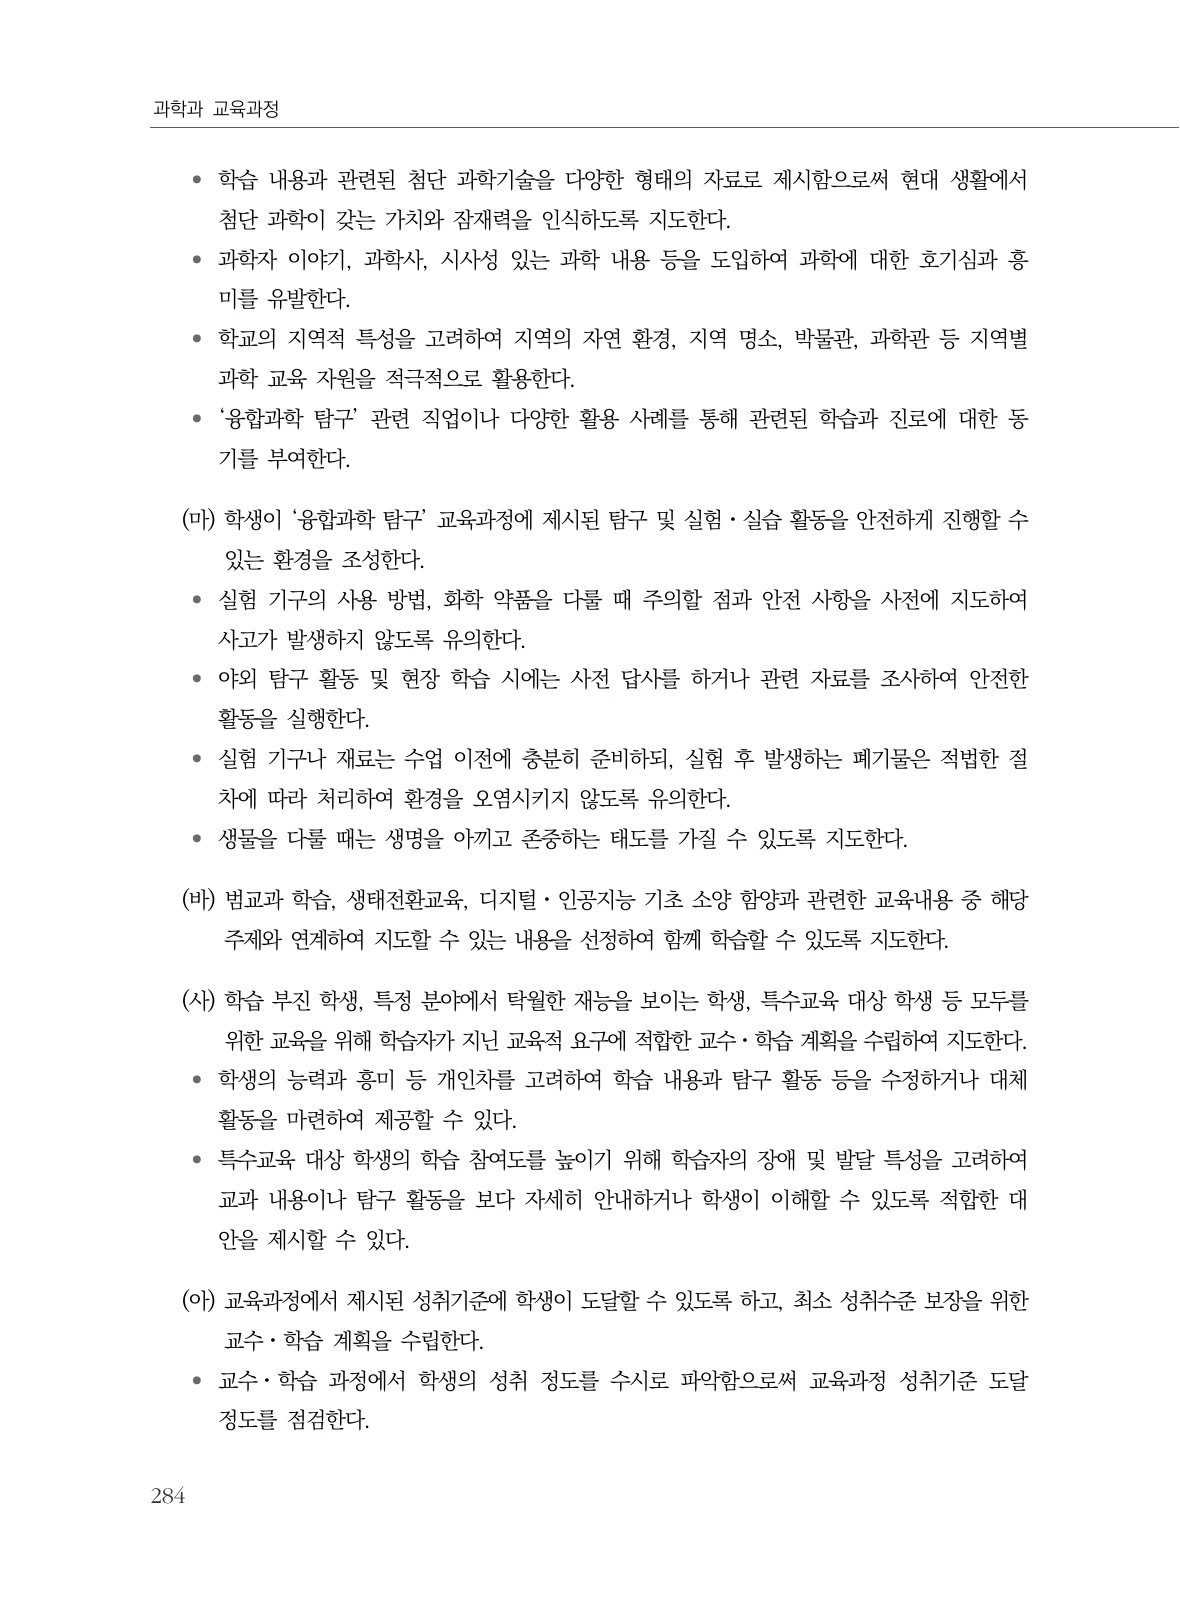 과학과 교육과정
• 학습 내용과 관련된 첨단 과학기술을 다양한 형태의 자료로 제시함으로써 현대 생활에서
첨단 과학이 갖는 가치와 잠재력을 인식하도록 지도한다.
• 과학자 이야기, 과학사, 시사성 있는 과학 내용 등을 도입하여 과학에 대한 호기심과 흥
미를 유발한다.
• 학교의 지역적 특성을 고려하여 지역의 자연 환경, 지역 명소, 박물관, 과학관 등 지역별
과학 교육 자원을 적극적으로 활용한다.
• ‘융합과학 탐구’ 관련 직업이나 다양한 활용 사례를 통해 관련된 학습과 진로에 대한 동
기를 부여한다.
(마) 학생이 ‘융합과학 탐구’ 교육과정에 제시된 탐구 및 실험・실습 활동을 안전하게 진행할 수
있는 환경을 조성한다.
• 실험 기구의 사용 방법, 화학 약품을 다룰 때 주의할 점과 안전 사항을 사전에 지도하여
사고가 발생하지 않도록 유의한다.
• 야외 탐구 활동 및 현장 학습 시에는 사전 답사를 하거나 관련 자료를 조사하여 안전한
활동을 실행한다.
• 실험 기구나 재료는 수업 이전에 충분히 준비하되, 실험 후 발생하는 폐기물은 적법한 절
차에 따라 처리하여 환경을 오염시키지 않도록 유의한다.
• 생물을 다룰 때는 생명을 아끼고 존중하는 태도를 가질 수 있도록 지도한다.
(바) 범교과 학습, 생태전환교육, 디지털・인공지능 기초 소양 함양과 관련한 교육내용 중 해당
주제와 연계하여 지도할 수 있는 내용을 선정하여 함께 학습할 수 있도록 지도한다.
(사) 학습 부진 학생, 특정 분야에서 탁월한 재능을 보이는 학생, 특수교육 대상 학생 등 모두를
위한 교육을 위해 학습자가 지닌 교육적 요구에 적합한 교수・학습 계획을 수립하여 지도한다.
• 학생의 능력과 흥미 등 개인차를 고려하여 학습 내용과 탐구 활동 등을 수정하거나 대체
활동을 마련하여 제공할 수 있다.
• 특수교육 대상 학생의 학습 참여도를 높이기 위해 학습자의 장애 및 발달 특성을 고려하여
교과 내용이나 탐구 활동을 보다 자세히 안내하거나 학생이 이해할 수 있도록 적합한 대
안을 제시할 수 있다.
(아) 교육과정에서 제시된 성취기준에 학생이 도달할 수 있도록 하고, 최소 성취수준 보장을 위한
교수・학습 계획을 수립한다.
• 교수・학습 과정에서 학생의 성취 정도를 수시로 파악함으로써 교육과정 성취기준 도달
정도를 점검한다.
284